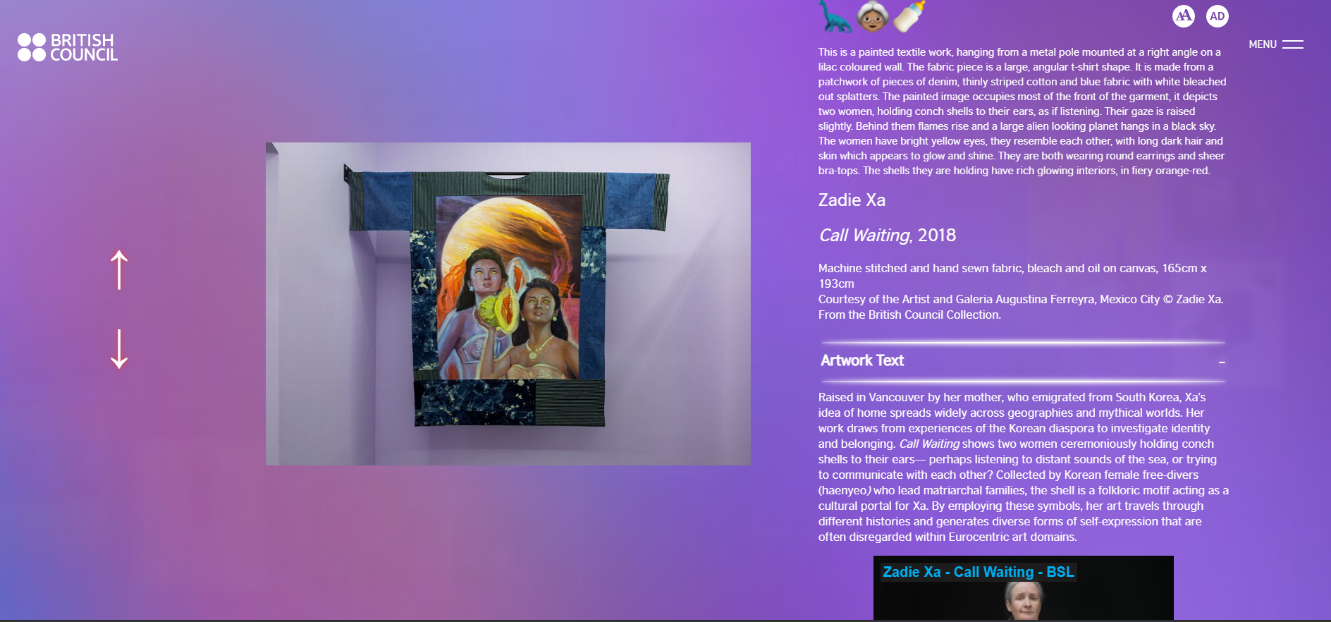 BRITISH
COUNCIL
AA
AD
MENU
This is a painted textile work, hanging from a metal pole mounted at a right angle on a
lilac coloured wall. The fabric piece is a large, angular t-shirt shape. It is made from a
patchwork of pieces of denim, thinly striped cotton and blue fabric with white bleached
out splatters. The painted image occupies most of the front of the garment, it depicts
two women, holding conch shells to their ears, as if listening. Their gaze is raised
slightly. Behind them flames rise and a large alien looking planet hangs in a black sky.
The women have bright yellow eyes, they resemble each other, with long dark hair and
skin which appears to glow and shine. They are both wearing round earrings and sheer
bra-tops. The shells they are holding have rich glowing interiors, in fiery orange-red.
Zadie Xa
Call Waiting, 2018
Machine stitched and hand sewn fabric, bleach and oil on canvas, 165cm x
193cm
Courtesy of the Artist and Galeria Augustina Ferreyra, Mexico City © Zadie Xa.
From the British Council Collection.
Artwork Text –
Raised in Vancouver by her mother, who emigrated from South Korea, Xa's
idea of home spreads widely across geographies and mythical worlds. Her
work draws from experiences of the Korean diaspora to investigate identity
and belonging. Call Waiting shows two women ceremoniously holding conch
shells to their ears— perhaps listening to distant sounds of the sea, or trying
to communicate with each other? Collected by Korean female free-divers
(haenyeo) who lead matriarchal families, the shell is a folkloric motif acting as a
cultural portal for Xa. By employing these symbols, her art travels through
different histories and generates diverse forms of self-expression that are
often disregarded within Eurocentric art domains.
Zadie Xa - Call Waiting - BSL